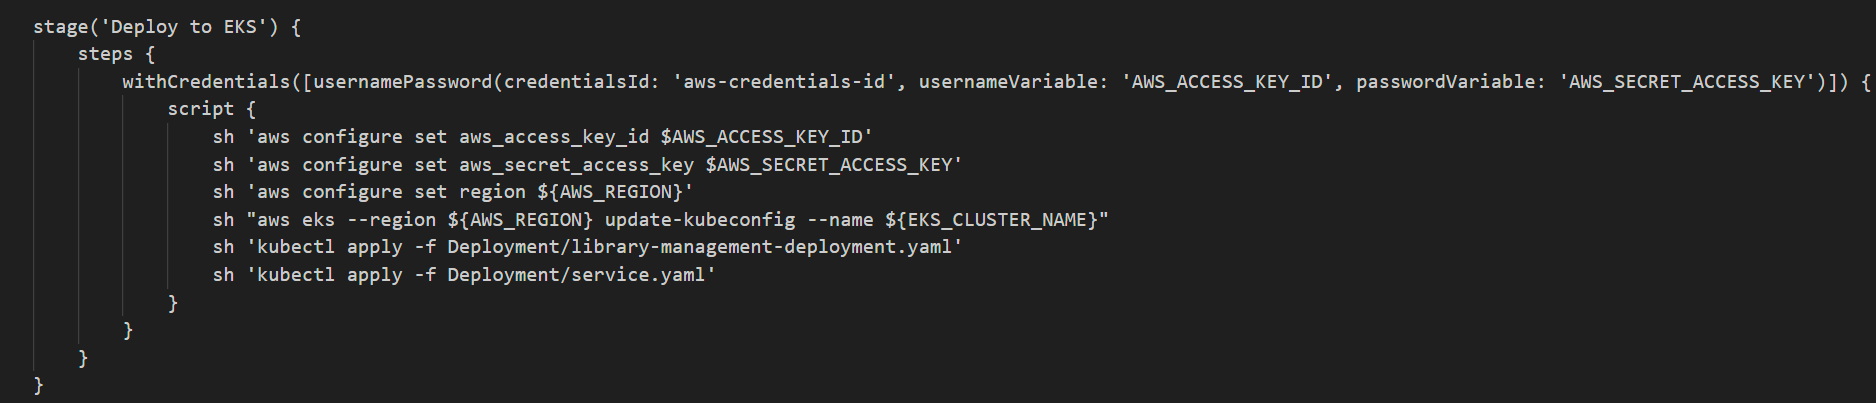 stage('Deploy to EKS') {
    steps {
        withCredentials([usernamePassword(credentialsId: 'aws-credentials-id', usernameVariable: 'AWS_ACCESS_KEY_ID', passwordVariable: 'AWS_SECRET_ACCESS_KEY')]) {
            script {
                sh 'aws configure set aws_access_key_id $AWS_ACCESS_KEY_ID'
                sh 'aws configure set aws_secret_access_key $AWS_SECRET_ACCESS_KEY'
                sh 'aws configure set region ${AWS_REGION}'
                sh "aws eks --region ${AWS_REGION} update-kubeconfig --name ${EKS_CLUSTER_NAME}"
                sh 'kubectl apply -f Deployment/library-management-deployment.yaml'
                sh 'kubectl apply -f Deployment/service.yaml'
            }
        }
    }
}